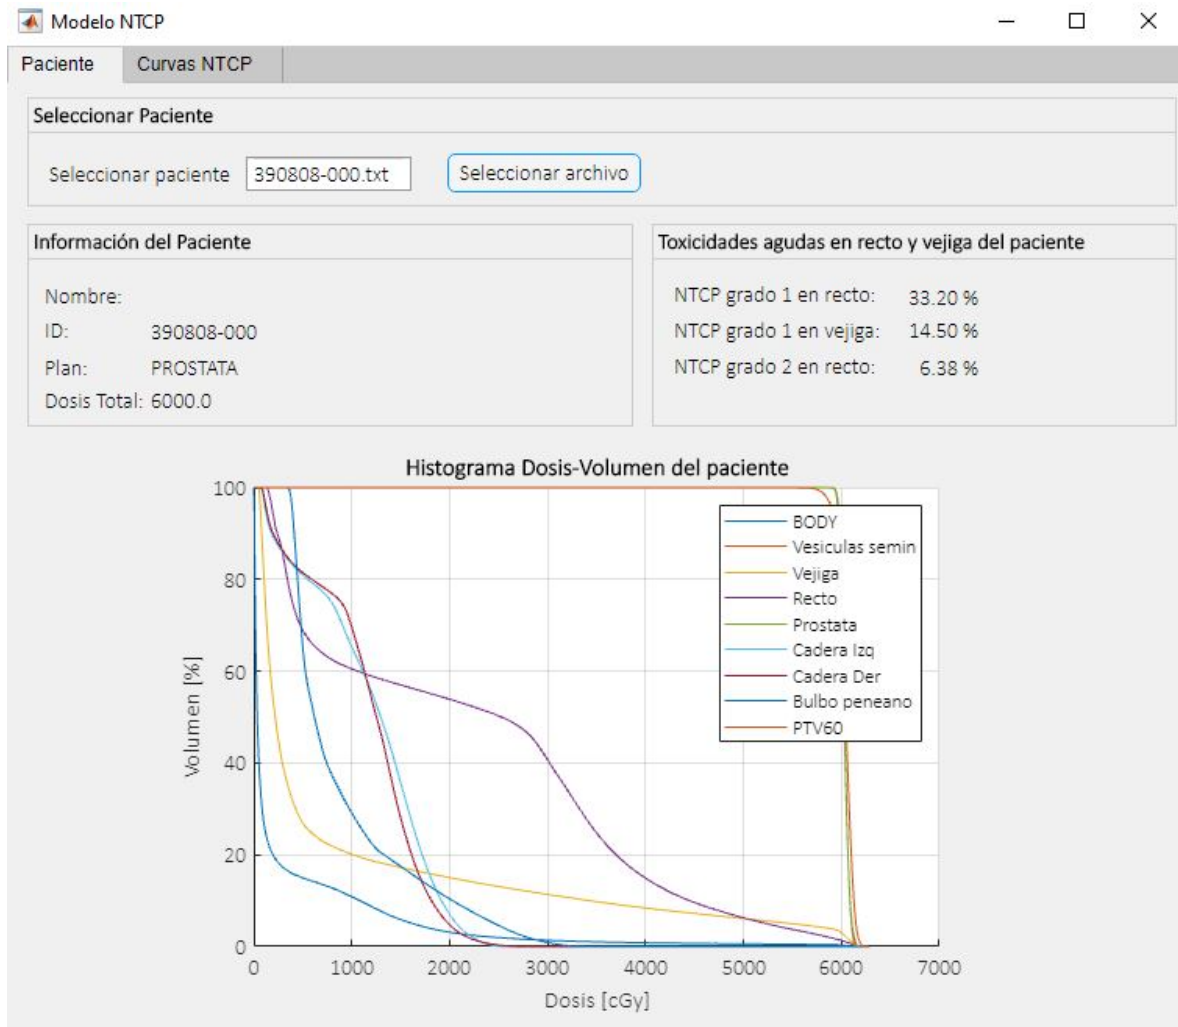 Modelo NTCP
Paciente Curvas NTCP
Seleccionar Paciente
Seleccionar paciente 390808-000.txt Seleccionar archivo
Información del Paciente
Nombre:
ID: 390808-000
Plan: PROSTATA
Dosis Total: 6000.0
Toxicidades agudas en recto y vejiga del paciente
NTCP grado 1 en recto: 33.20 %
NTCP grado 1 en vejiga: 14.50 %
NTCP grado 2 en recto: 6.38 %
Histograma Dosis-Volumen del paciente
100
80
60
40
20
0
Volumen [%]
BODY
Vesiculas semin
Vejiga
Recto
Prostata
Cadera Izq
Cadera Der
Bulbo peneano
PTV60
0 1000 2000 3000 4000 5000 6000 7000
Dosis [cGy]